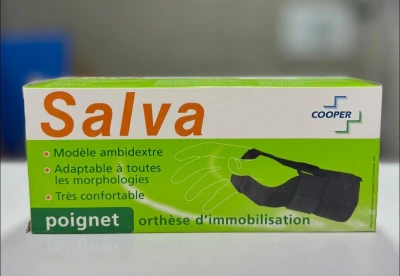 Salva
COOPER
Modèle ambidextre
Adaptable à toutes
les morphologies
Très confortable
poignet orthèse d'immobilisation